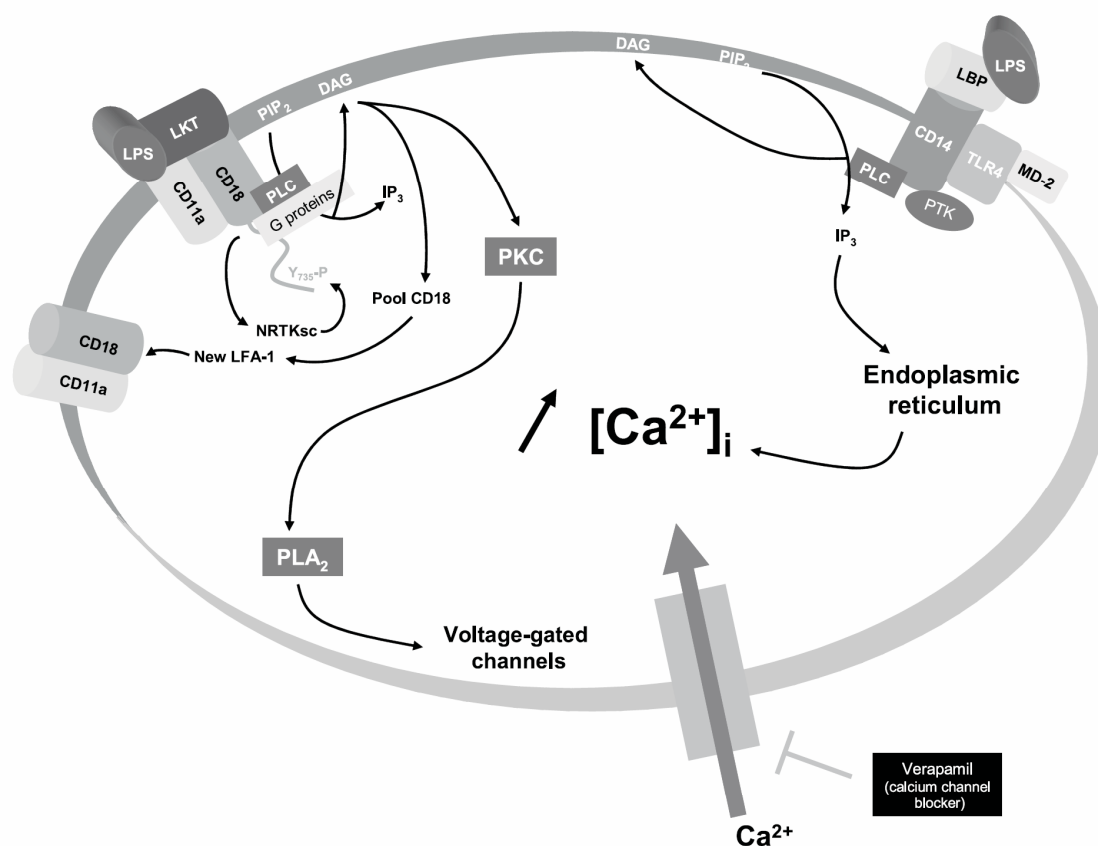 DAG
PIP₂
LPS
LBP
CD14
TLR4
MD-2
PLC
PTK
IP₃
Endoplasmic
reticulum
LPS
LKT
CD18
CD11a
PIP₂
DAG
PLC
G proteins
IP₃
Y₇₃₅-P
NRTKsc
Pool CD18
New LFA-1
CD18
CD11a
PKC
[Ca²⁺]i
PLA₂
Voltage-gated
channels
Ca²⁺
Verapamil
(calcium channel
blocker)